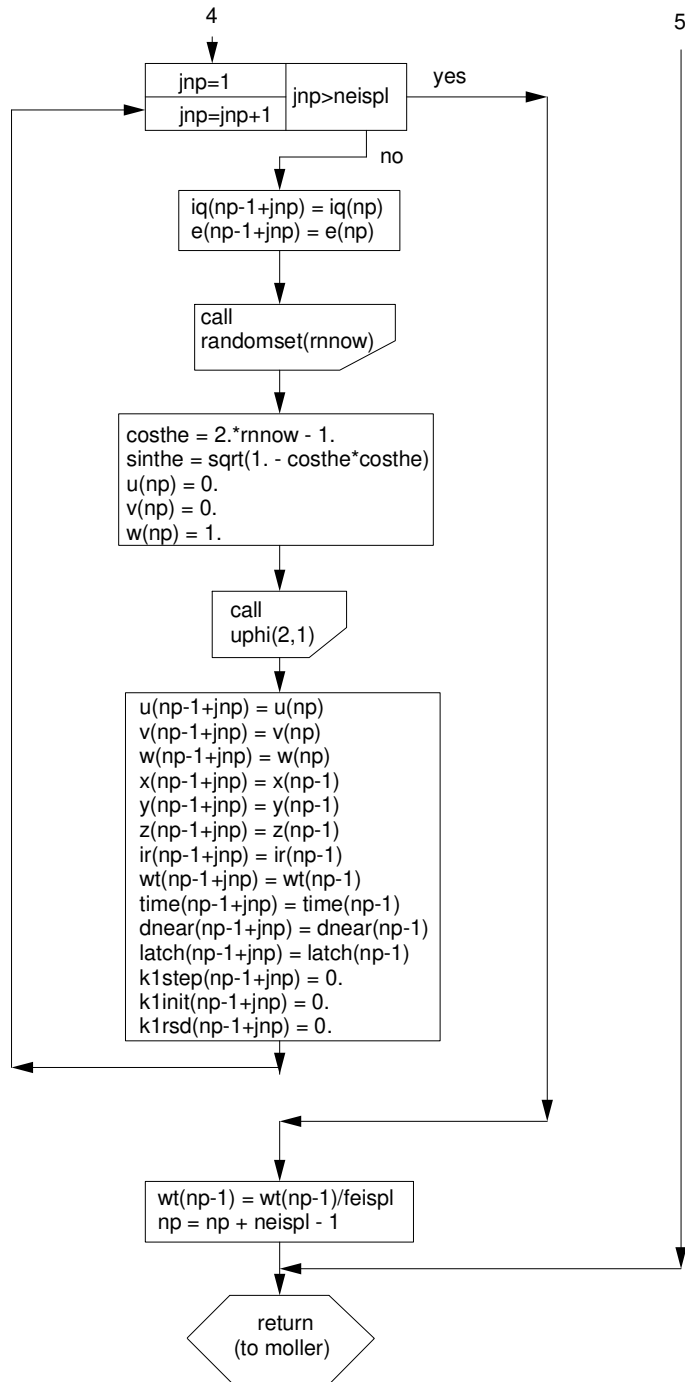 4
5
jnp=1
jnp=jnp+1
jnp>neispl
yes
no
iq(np-1+jnp) = iq(np)
e(np-1+jnp) = e(np)
call
randomset(rnnow)
costhe = 2.*rnnow - 1.
sinthe = sqrt(1. - costhe*costhe)
u(np) = 0.
v(np) = 0.
w(np) = 1.
call
uphi(2,1)
u(np-1+jnp) = u(np)
v(np-1+jnp) = v(np)
w(np-1+jnp) = w(np)
x(np-1+jnp) = x(np-1)
y(np-1+jnp) = y(np-1)
z(np-1+jnp) = z(np-1)
ir(np-1+jnp) = ir(np-1)
wt(np-1+jnp) = wt(np-1)
time(np-1+jnp) = time(np-1)
dnear(np-1+jnp) = dnear(np-1)
latch(np-1+jnp) = latch(np-1)
k1step(np-1+jnp) = 0.
k1init(np-1+jnp) = 0.
k1rsd(np-1+jnp) = 0.
wt(np-1) = wt(np-1)/feispl
np = np + neispl - 1
return
(to moller)